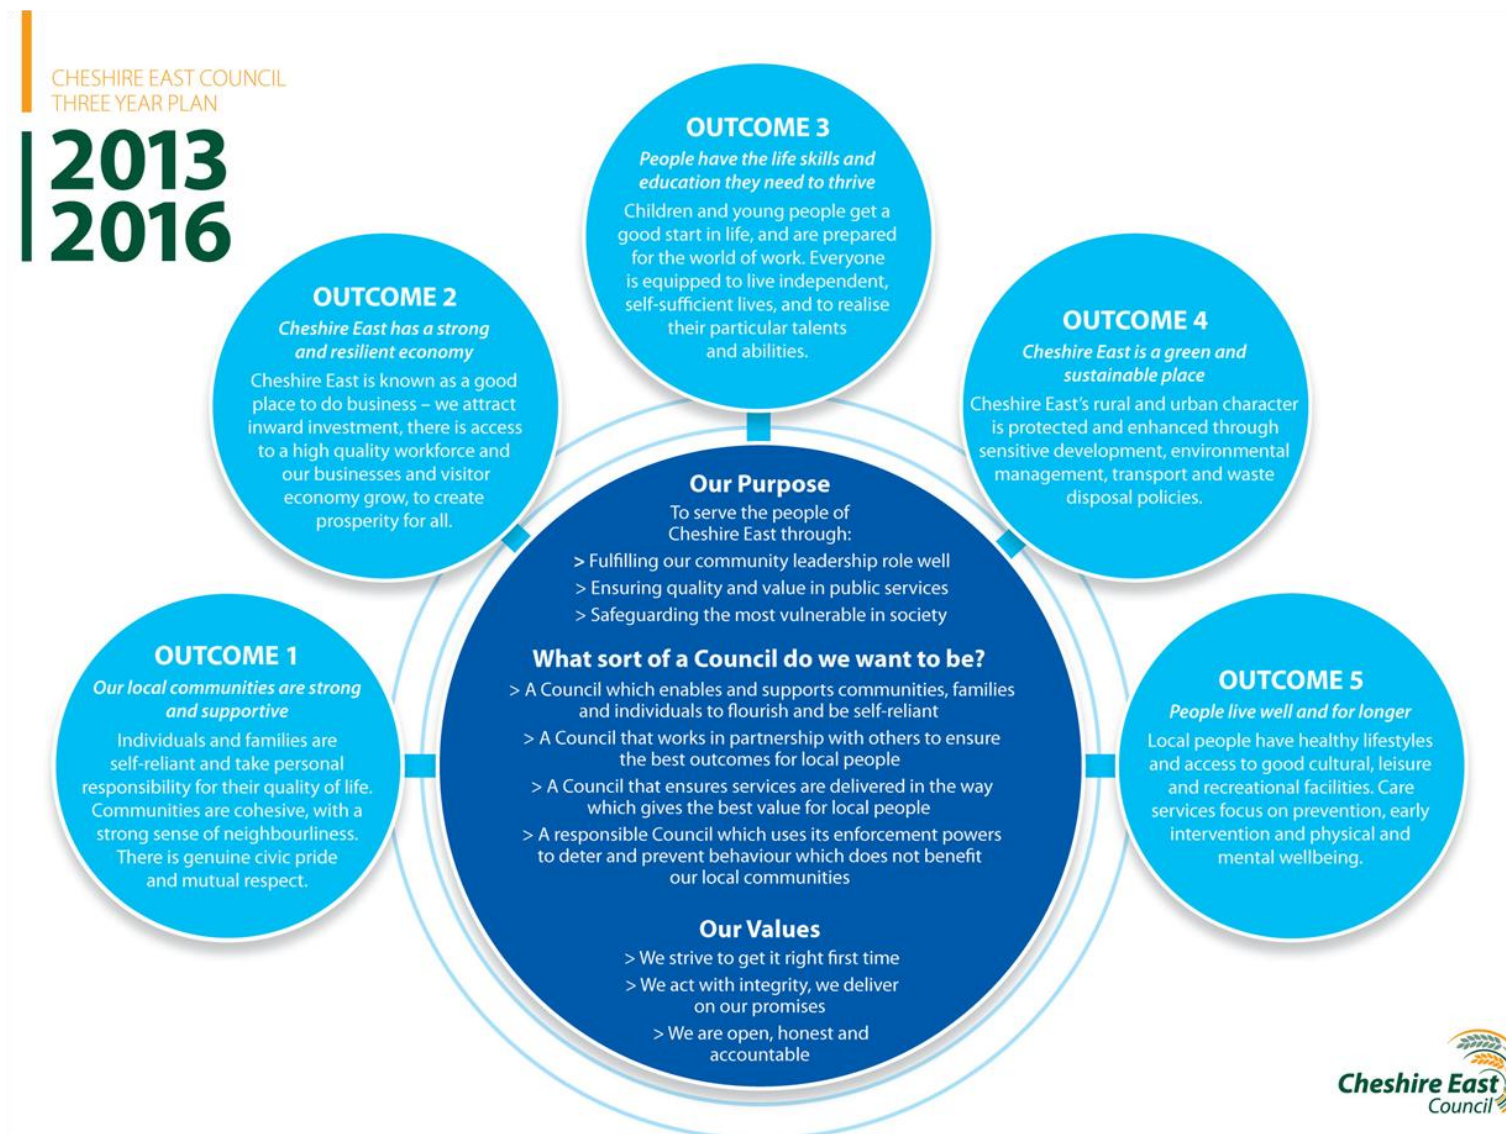 CHESHIRE EAST COUNCIL
THREE YEAR PLAN
2013
2016
OUTCOME 1
Our local communities are strong
and supportive
Individuals and families are
self-reliant and take personal
responsibility for their quality of life.
Communities are cohesive, with a
strong sense of neighbourliness.
There is genuine civic pride
and mutual respect.
OUTCOME 2
Cheshire East has a strong
and resilient economy
Cheshire East is known as a good
place to do business – we attract
inward investment, there is access
to a high quality workforce and
our businesses and visitor
economy grow, to create
prosperity for all.
OUTCOME 3
People have the life skills and
education they need to thrive
Children and young people get a
good start in life, and are prepared
for the world of work. Everyone
is equipped to live independent,
self-sufficient lives, and to realise
their particular talents
and abilities.
OUTCOME 4
Cheshire East is a green and
sustainable place
Cheshire East's rural and urban character
is protected and enhanced through
sensitive development, environmental
management, transport and waste
disposal policies.
OUTCOME 5
People live well and for longer
Local people have healthy lifestyles
and access to good cultural, leisure
and recreational facilities. Care
services focus on prevention, early
intervention and physical and
mental wellbeing.
Our Purpose
To serve the people of
Cheshire East through:
> Fulfilling our community leadership role well
> Ensuring quality and value in public services
> Safeguarding the most vulnerable in society
What sort of a Council do we want to be?
> A Council which enables and supports communities, families
and individuals to flourish and be self-reliant
> A Council that works in partnership with others to ensure
the best outcomes for local people
> A Council that ensures services are delivered in the way
which gives the best value for local people
> A responsible Council which uses its enforcement powers
to deter and prevent behaviour which does not benefit
our local communities
Our Values
> We strive to get it right first time
> We act with integrity, we deliver
on our promises
> We are open, honest and
accountable
Cheshire East
Council